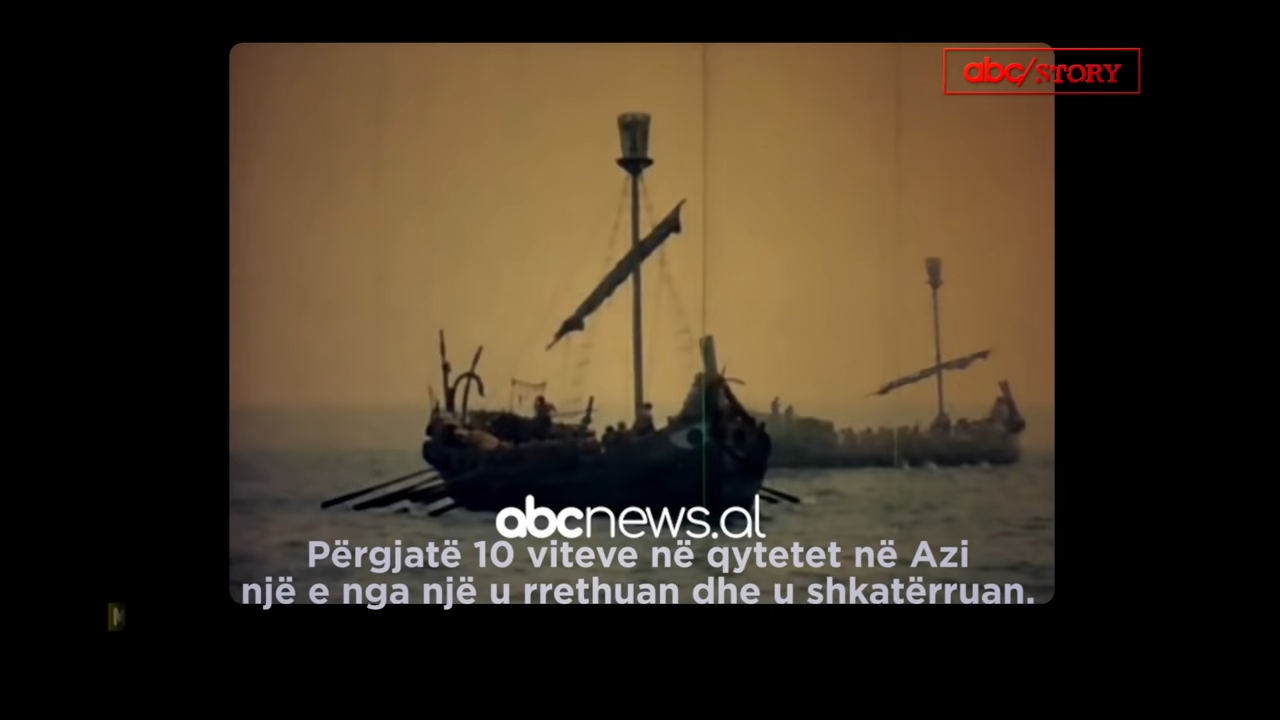 abc/STORY
abcnews.al
Përgjatë 10 viteve në qytetet në Azi
një e nga një u rrethuan dhe u shkatërruan.
M